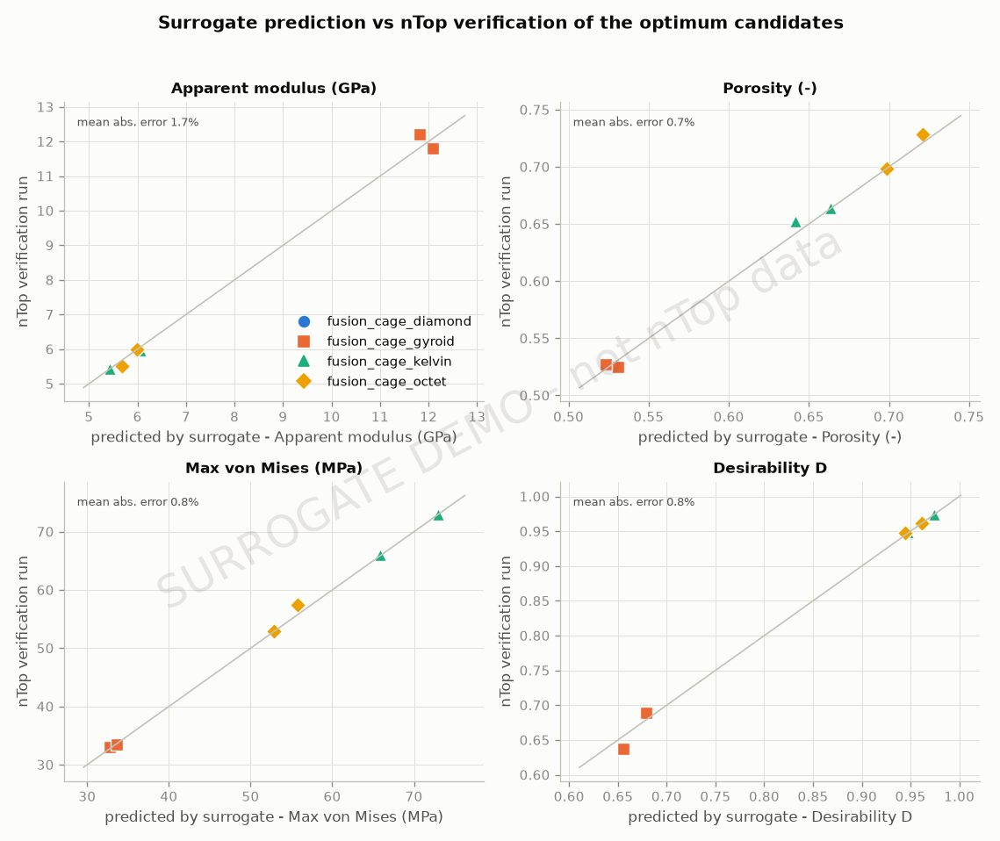 Surrogate prediction vs nTop verification of the optimum candidates
Apparent modulus (GPa)
mean abs. error 1.7%
nTop verification run
13
12
11
10
9
8
7
6
5
5 6 7 8 9 10 11 12 13
predicted by surrogate - Apparent modulus (GPa)
fusion_cage_diamond
fusion_cage_gyroid
fusion_cage_kelvin
fusion_cage_octet
Porosity (-)
mean abs. error 0.7%
nTop verification run
0.75
0.70
0.65
0.60
0.55
0.50
0.50 0.55 0.60 0.65 0.70 0.75
predicted by surrogate - Porosity (-)
Max von Mises (MPa)
mean abs. error 0.8%
nTop verification run
70
60
50
40
30
30 40 50 60 70
predicted by surrogate - Max von Mises (MPa)
Desirability D
mean abs. error 0.8%
nTop verification run
1.00
0.95
0.90
0.85
0.80
0.75
0.70
0.65
0.60
0.60 0.65 0.70 0.75 0.80 0.85 0.90 0.95 1.00
predicted by surrogate - Desirability D
SURROGATE DEMO - not nTop data